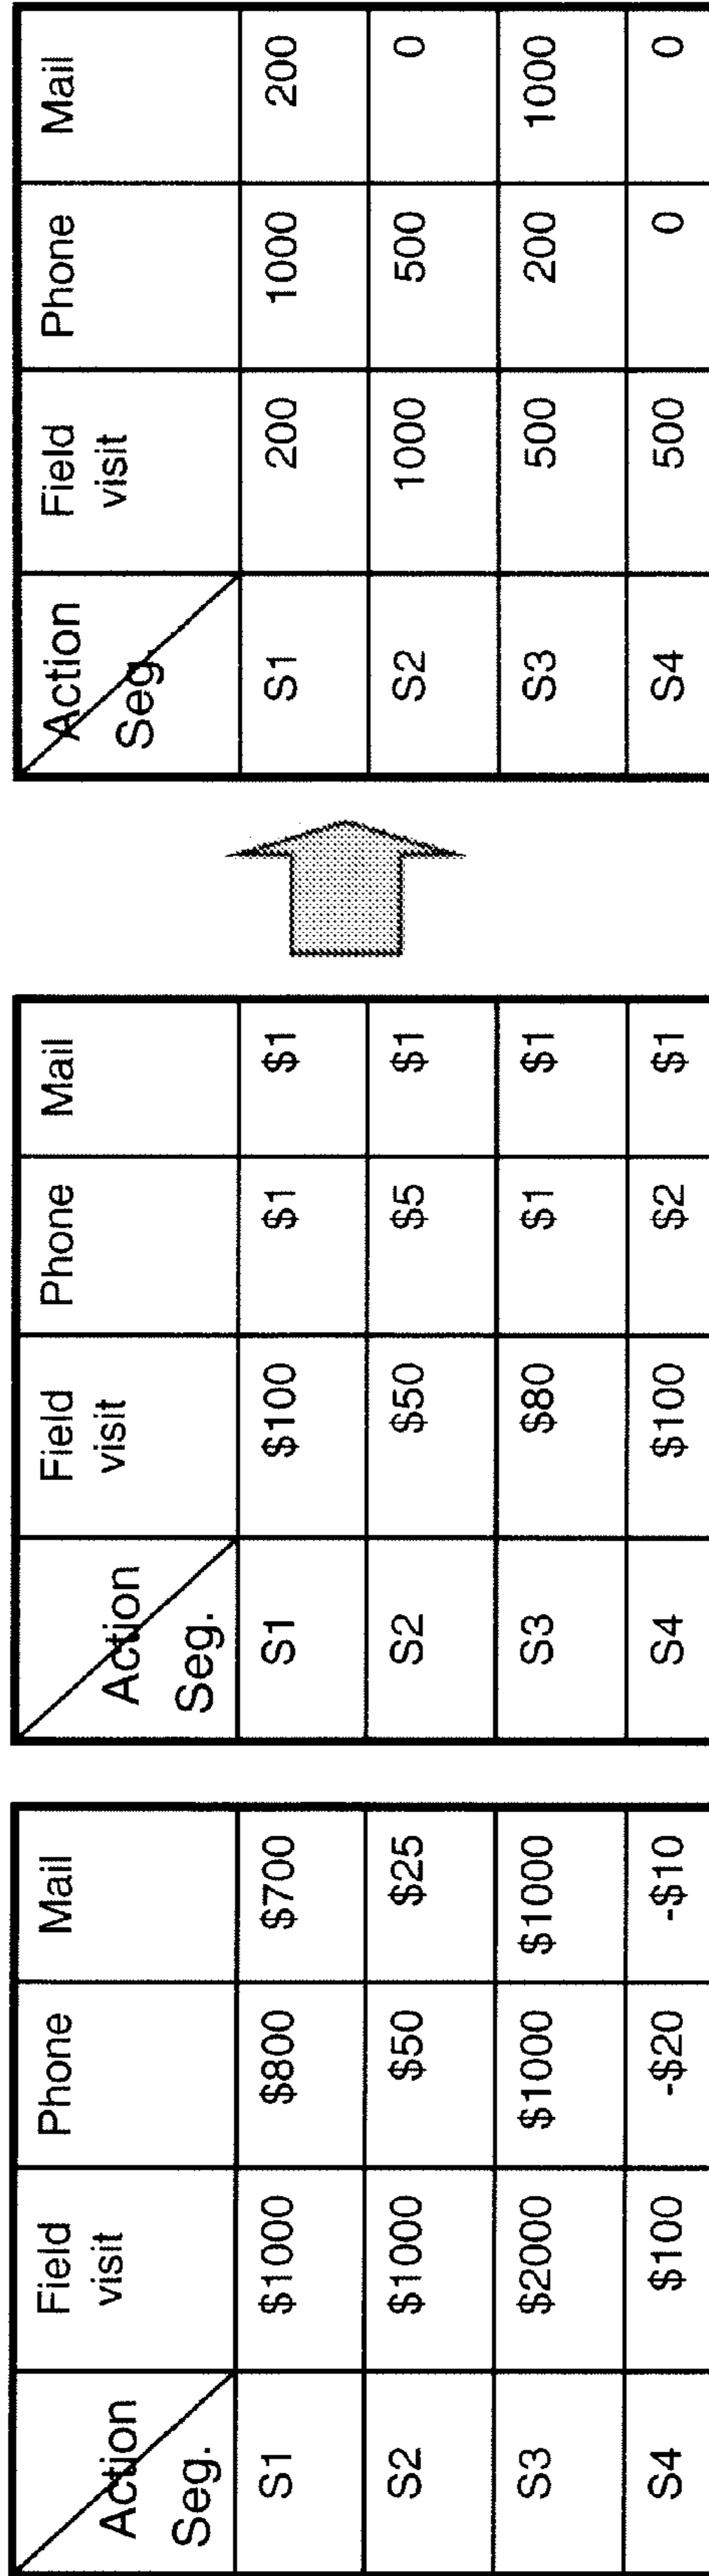 Action Seg. Field visit Phone Mail
S1 $1000 $800 $700
S2 $1000 $50 $25
S3 $2000 $1000 $1000
S4 $100 -$20 -$10
Action Seg. Field visit Phone Mail
S1 $100 $1 $1
S2 $50 $5 $1
S3 $80 $1 $1
S4 $100 $2 $1
Action Seg Field visit Phone Mail
S1 200 1000 200
S2 1000 500 0
S3 500 200 1000
S4 500 0 0